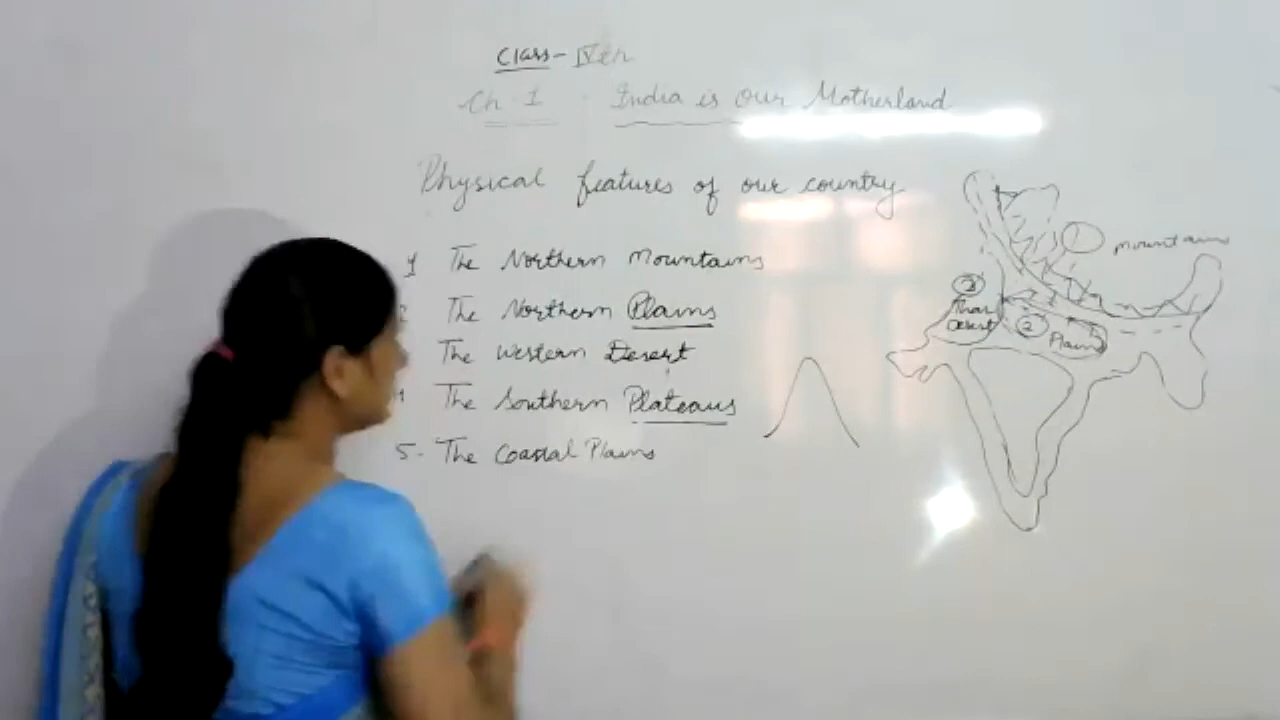 Class - IVth
Ch 1 - India is Our Motherland
Physical features of our country
1 The Northern Mountains
2 The Northern Plains
The Western Desert
4 The Southern Plateaus
5- The Coastal Plains
1 mountains
3 Thar
Desert
2 Plains